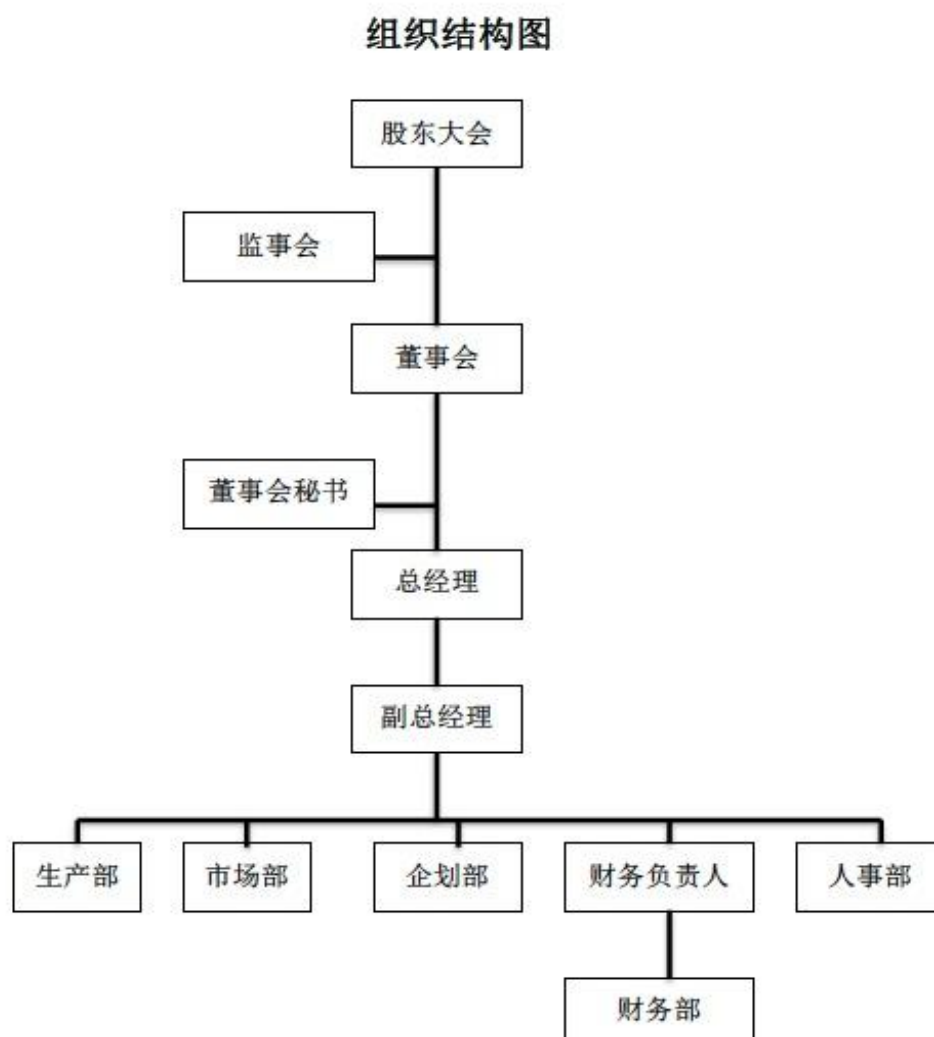 组织结构图
股东大会
监事会
董事会
董事会秘书
总经理
副总经理
生产部
市场部
企划部
财务负责人
人事部
财务部